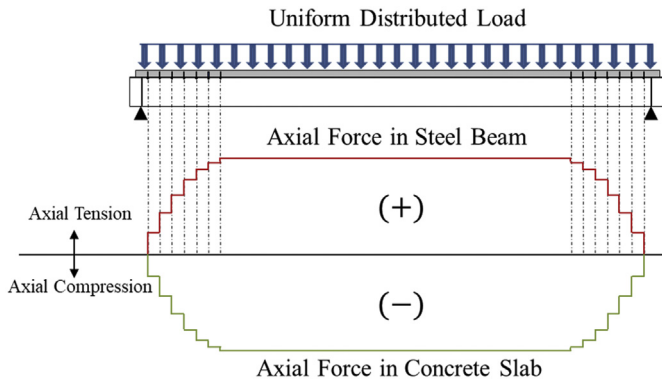 Uniform Distributed Load
Axial Force in Steel Beam
Axial Tension
(+)
Axial Compression
(−)
Axial Force in Concrete Slab